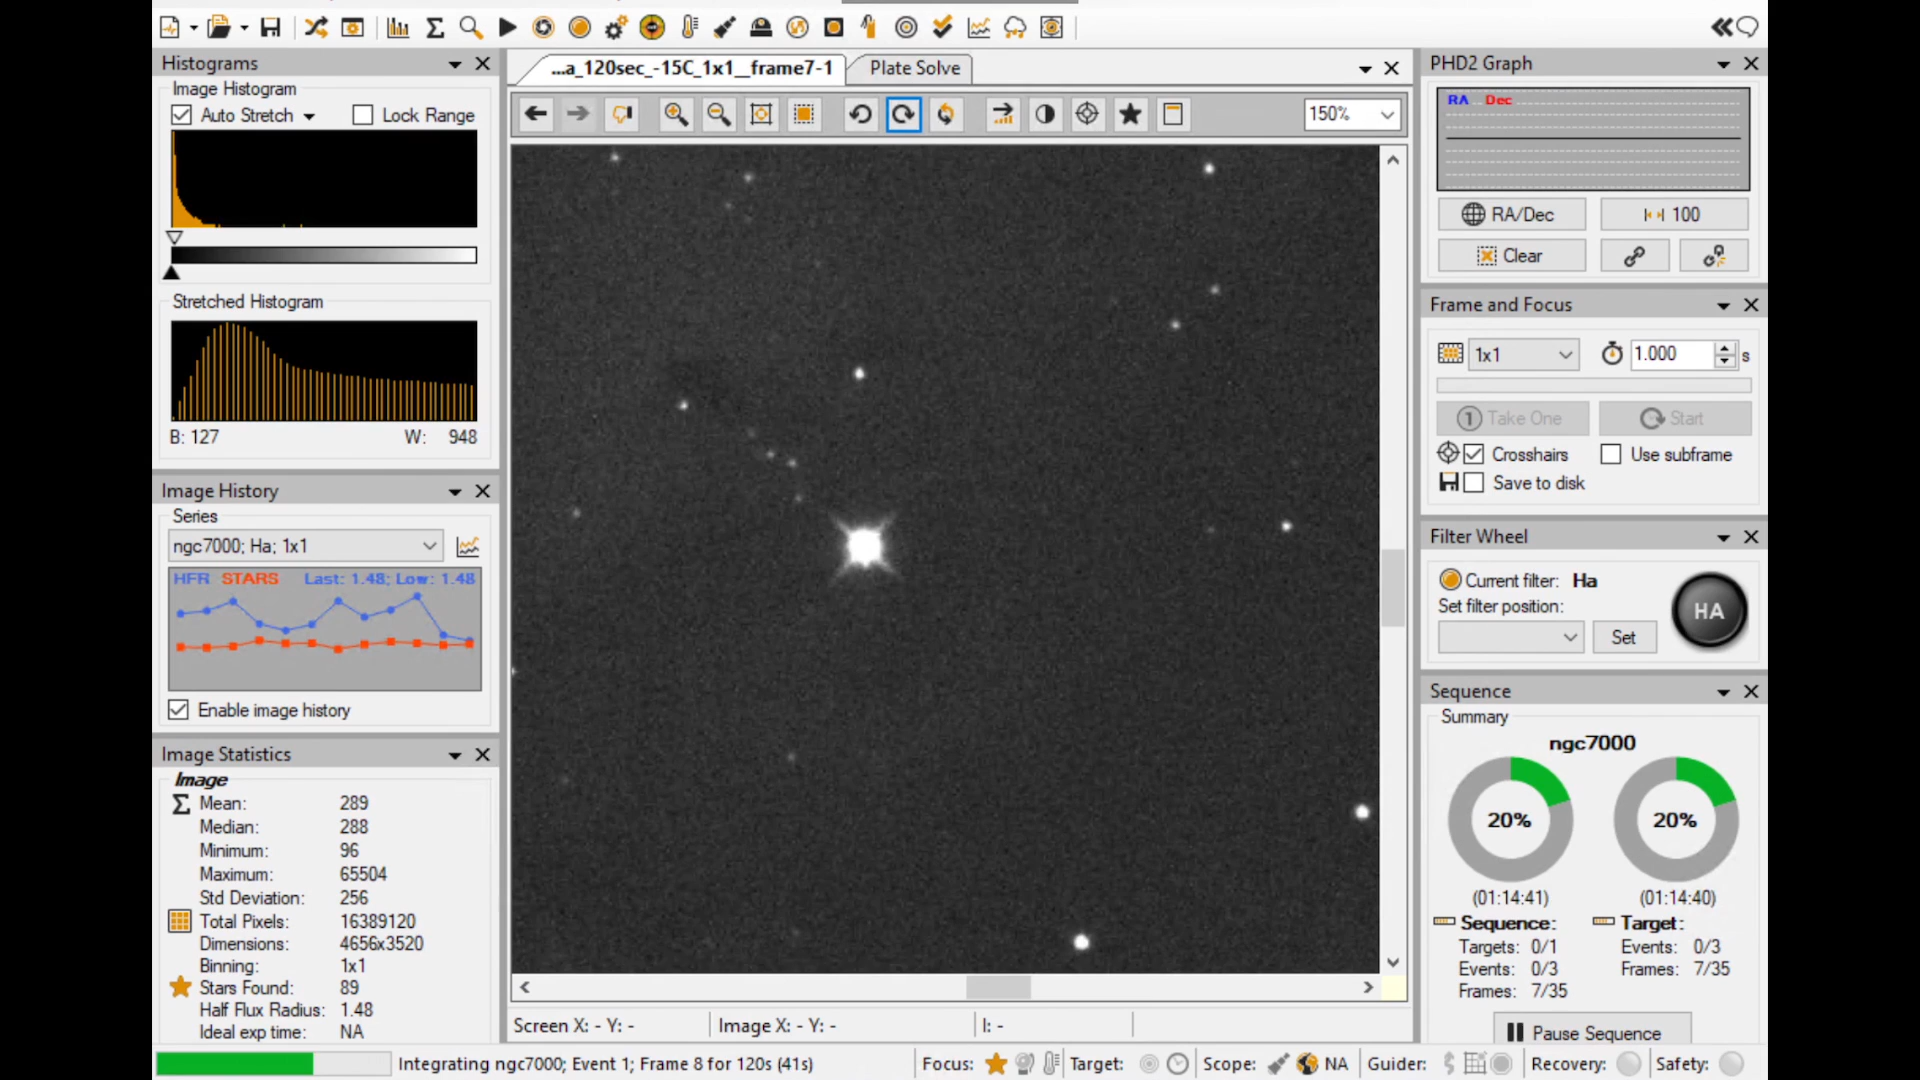 Histograms
Image Histogram
Auto Stretch
Lock Range
Stretched Histogram
B: 127
W: 948
Image History
Series
ngc7000; Ha; 1x1
HFR STARS Last: 1.48; Low: 1.48
Enable image history
Image Statistics
Image
Mean: 289
Median: 288
Minimum: 96
Maximum: 65504
Std Deviation: 256
Total Pixels: 16389120
Dimensions: 4656x3520
Binning: 1x1
Stars Found: 89
Half Flux Radius: 1.48
Ideal exp time: NA
...a_120sec_-15C_1x1__frame7-1
Plate Solve
150%
Screen X: - Y: -
Image X: - Y: -
I: -
PHD2 Graph
RA Dec
RA/Dec
100
Clear
Frame and Focus
1x1
1.000 s
1 Take One
Start
Crosshairs
Use subframe
Save to disk
Filter Wheel
Current filter: Ha
Set filter position:
Set
HA
Sequence
Summary
ngc7000
20%
20%
(01:14:41)
(01:14:40)
Sequence:
Target:
Targets: 0/1
Events: 0/3
Events: 0/3
Frames: 7/35
Frames: 7/35
Pause Sequence
Integrating ngc7000; Event 1; Frame 8 for 120s (41s)
Focus:
Target:
Scope:
NA
Guider:
Recovery:
Safety: